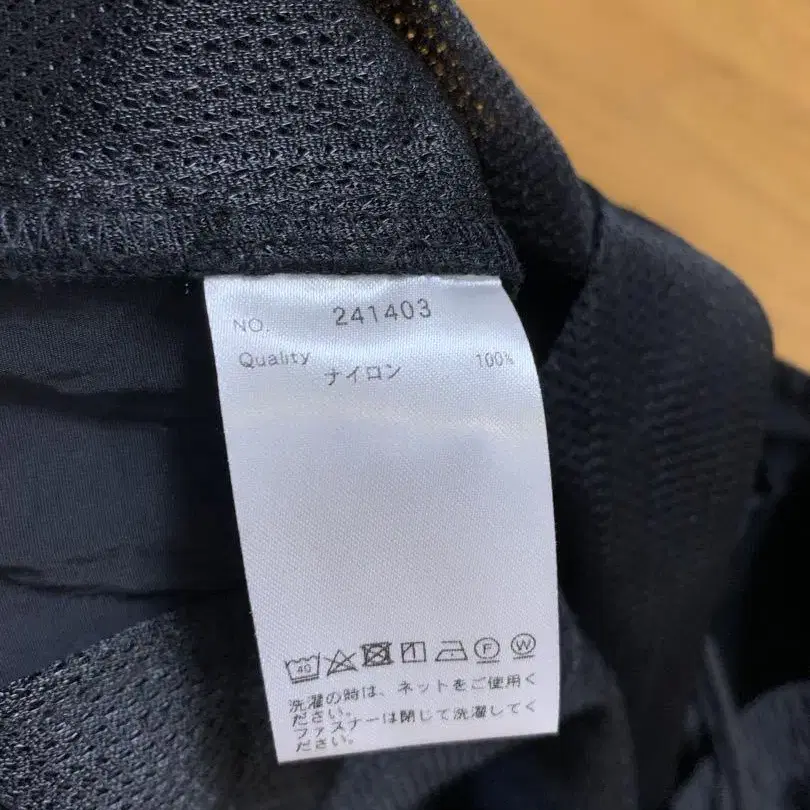 NO. 241403
Quality ナイロン 100%
40 F W
洗濯の時は、ネットをご使用く
ださい。
ファスナーは閉じて洗濯してく
ださい。